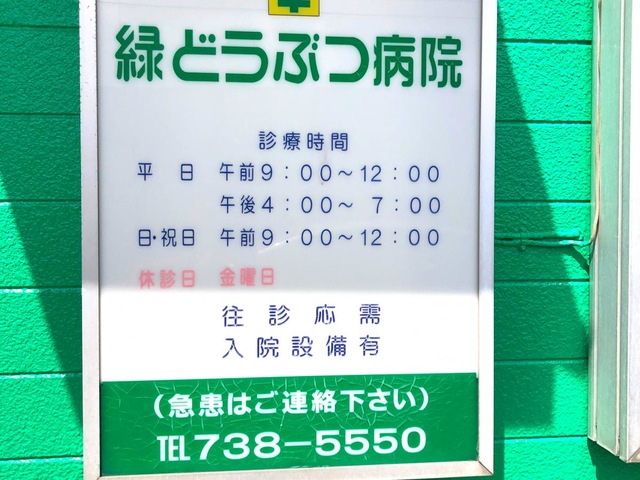 緑どうぶつ病院
診療時間
平日 午前9:00～12:00
午後4:00～7:00
日・祝日 午前9:00～12:00
休診日 金曜日
往診応需
入院設備有
(急患はご連絡下さい)
TEL738-5550